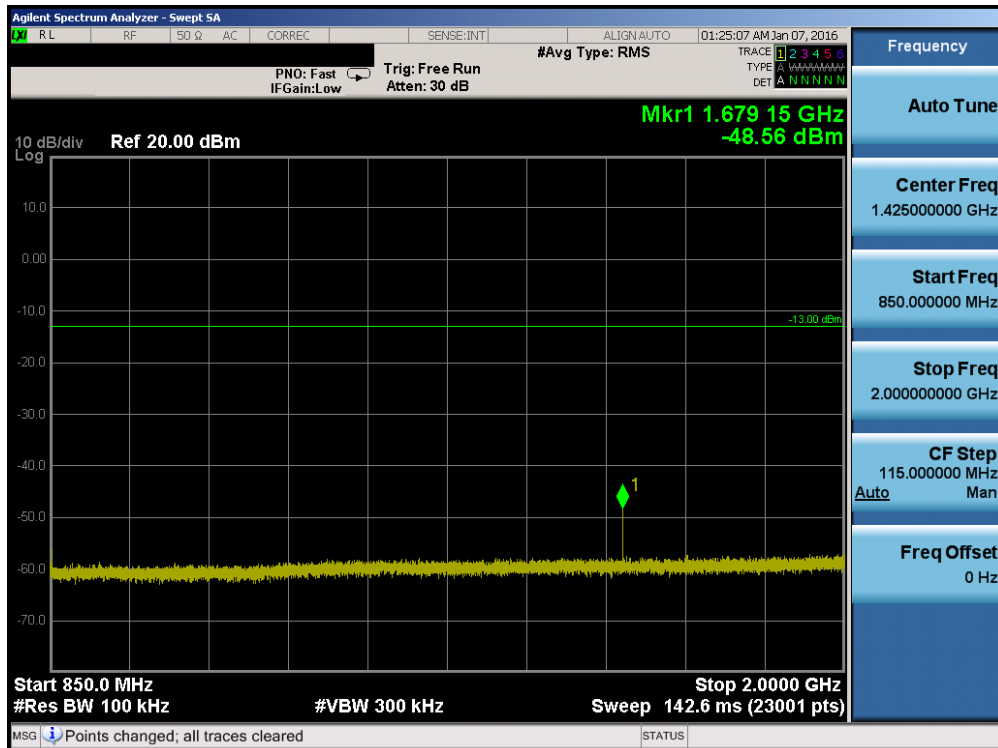 Agilent Spectrum Analyzer - Swept SA
LXI RL RF 50 Ω AC CORREC SENSE:INT ALIGN AUTO 01:25:07 AM Jan 07, 2016
#Avg Type: RMS TRACE 1 2 3 4 5 6
PNO: Fast Trig: Free Run TYPE A WWWWW
IFGain:Low Atten: 30 dB DET A N N N N N
Mkr1 1.679 15 GHz
-48.56 dBm
10 dB/div Ref 20.00 dBm
Log
10.0
0.00
-10.0
-13.00 dBm
-20.0
-30.0
-40.0
1
-50.0
-60.0
-70.0
Start 850.0 MHz Stop 2.0000 GHz
#Res BW 100 kHz #VBW 300 kHz Sweep 142.6 ms (23001 pts)
MSG Points changed; all traces cleared STATUS
Frequency
Auto Tune
Center Freq
1.425000000 GHz
Start Freq
850.000000 MHz
Stop Freq
2.000000000 GHz
CF Step
115.000000 MHz
Auto Man
Freq Offset
0 Hz